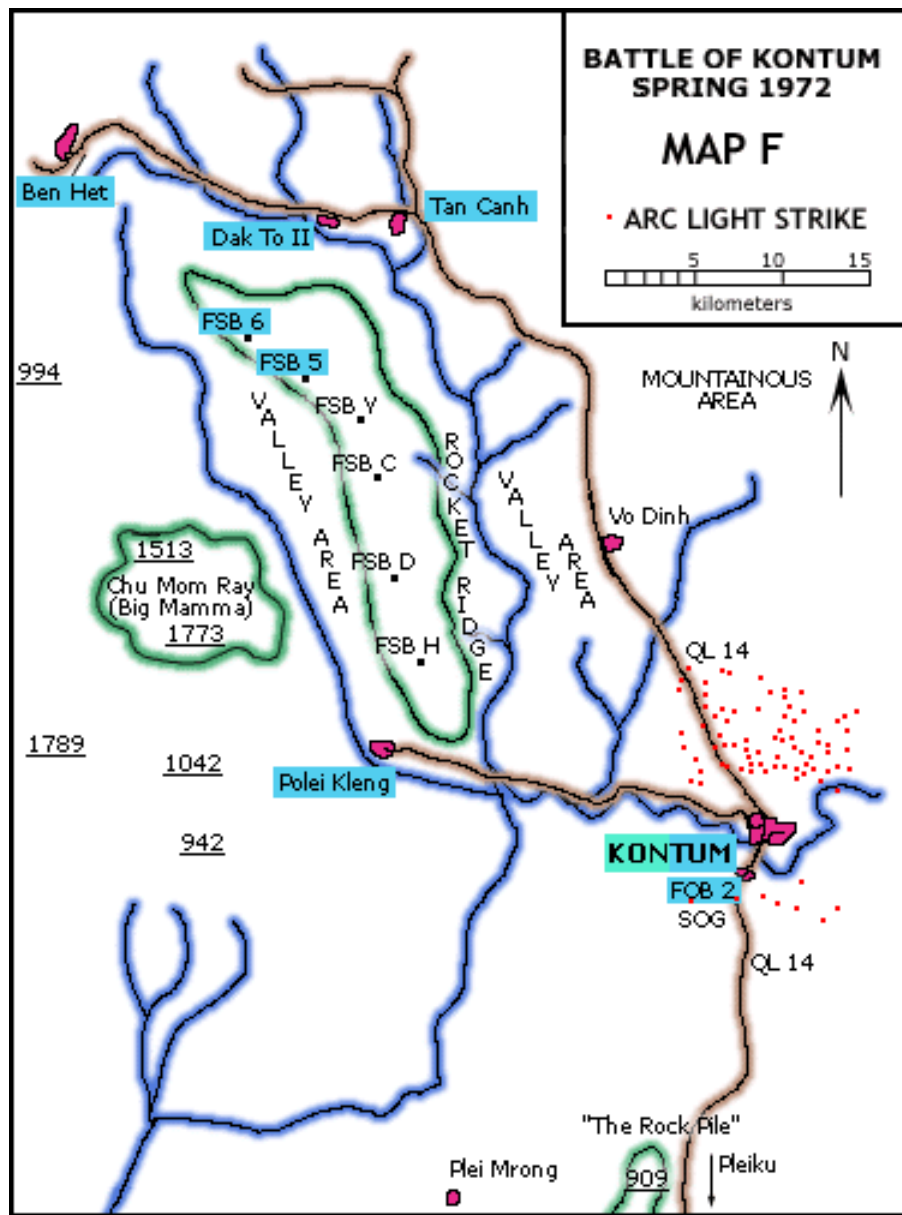 BATTLE OF KONTUM
SPRING 1972
MAP F
ARC LIGHT STRIKE
5 10 15
kilometers
Ben Het
Tan Canh
Dak To II
FSB 6
FSB 5
994
N
MOUNTAINOUS
AREA
FSB Y
VALLEY AREA
ROCKET RIDGE
FSB C
VALLEY AREA
Vo Dinh
1513
Chu Mom Ray
(Big Mamma)
1773
FSB D
FSB H
QL 14
1789
1042
Polei Kleng
942
KONTUM
FOB 2
SOG
QL 14
"The Rock Pile"
Plei Mrong
909
Pleiku